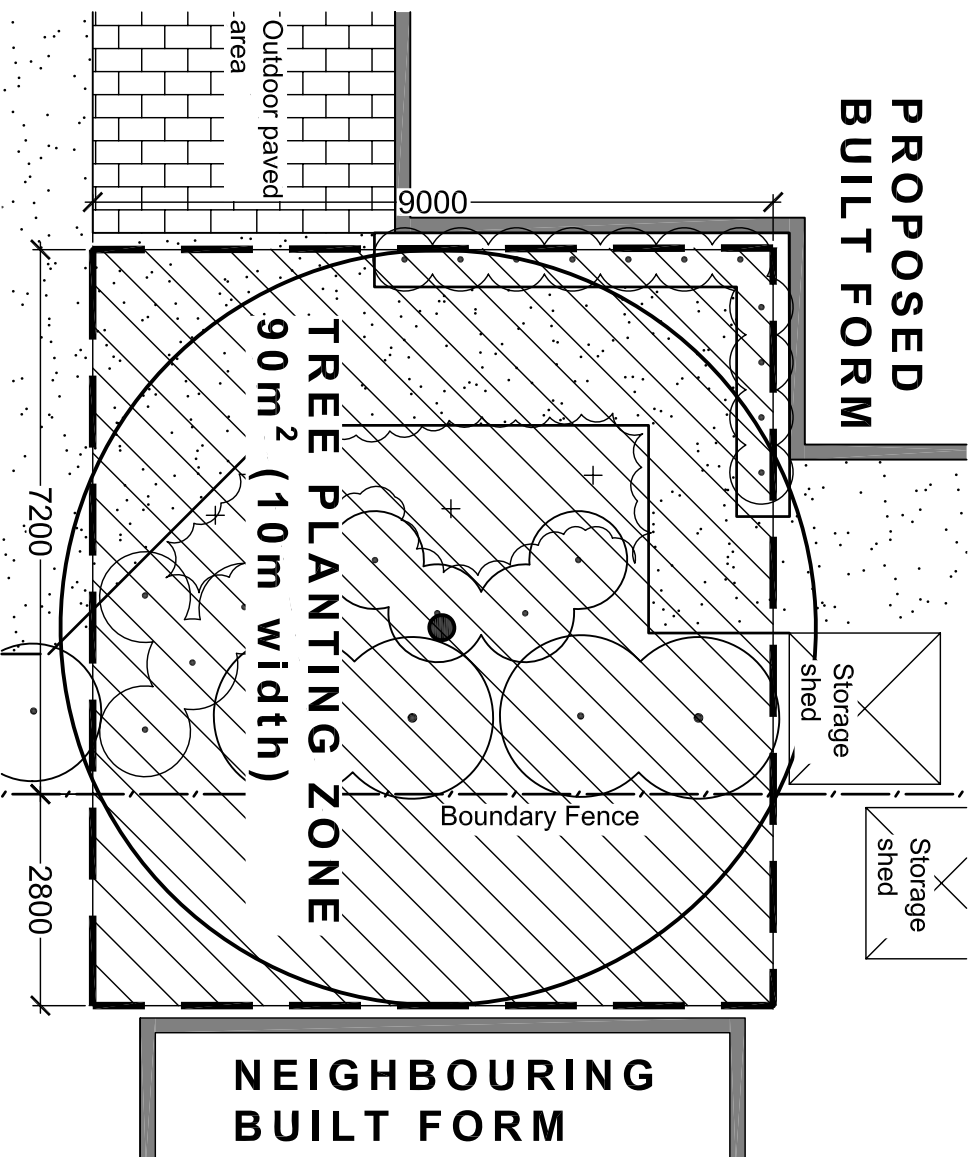 PROPOSED
BUILT FORM
Outdoor paved
area
9000
TREE PLANTING ZONE
90m² (10m width)
7200
2800
Storage
shed
Storage
shed
Boundary Fence
NEIGHBOURING
BUILT FORM